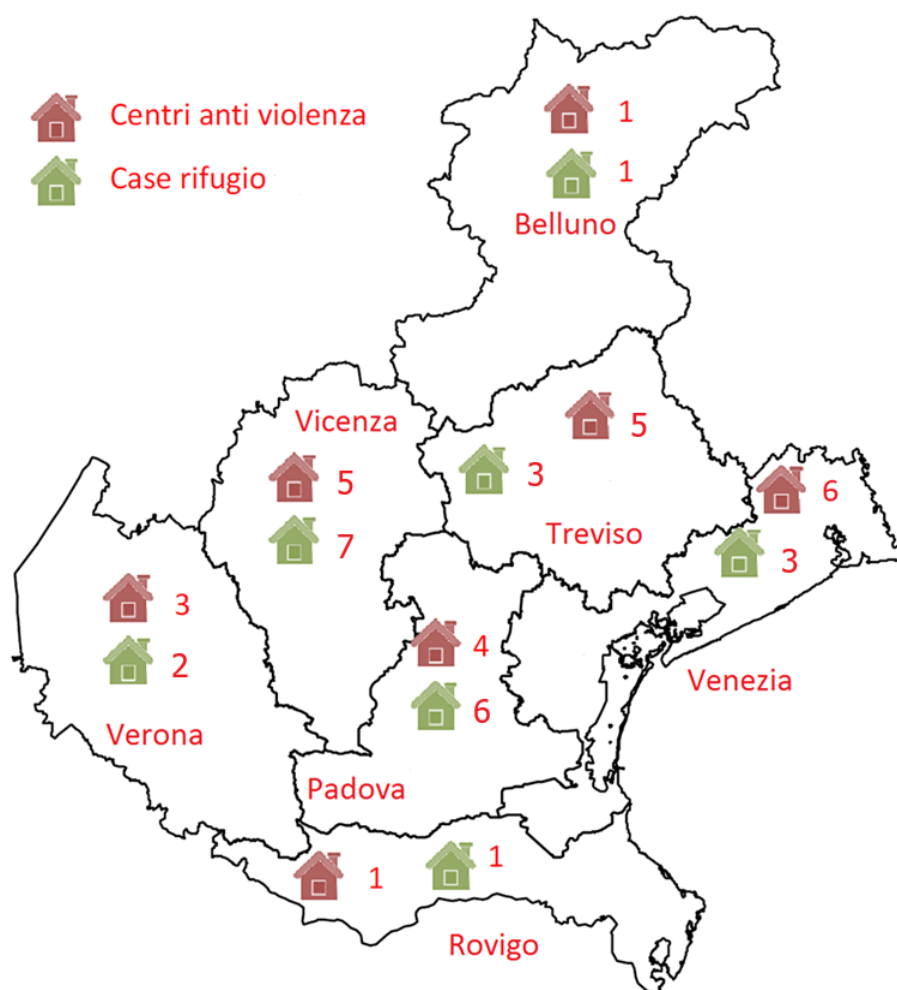 Centri anti violenza
Case rifugio
1
1
Belluno
Vicenza
5
7
5
3
Treviso
6
3
Venezia
3
2
Verona
4
6
Padova
1
1
Rovigo